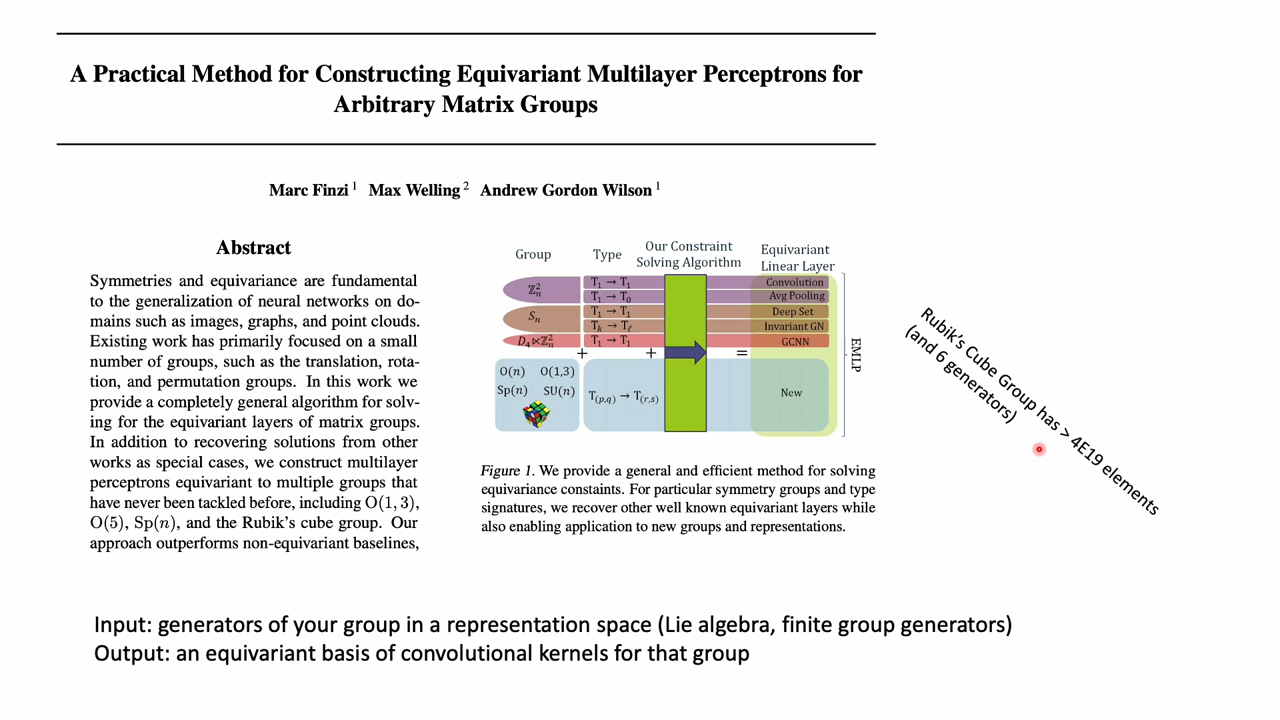 A Practical Method for Constructing Equivariant Multilayer Perceptrons for
Arbitrary Matrix Groups
Marc Finzi 1 Max Welling 2 Andrew Gordon Wilson 1
Abstract
Symmetries and equivariance are fundamental
to the generalization of neural networks on do-
mains such as images, graphs, and point clouds.
Existing work has primarily focused on a small
number of groups, such as the translation, rota-
tion, and permutation groups. In this work we
provide a completely general algorithm for solv-
ing for the equivariant layers of matrix groups.
In addition to recovering solutions from other
works as special cases, we construct multilayer
perceptrons equivariant to multiple groups that
have never been tackled before, including O(1, 3),
O(5), Sp(n), and the Rubik's cube group. Our
approach outperforms non-equivariant baselines,
Group
Type
Our Constraint
Solving Algorithm
Equivariant
Linear Layer
ℤₙ²
T₁ → T₁
Convolution
T₁ → T₀
Avg Pooling
Sₙ
T₁ → T₁
Deep Set
Tₖ → Tℓ
Invariant GN
D₄⋉ℤₙ²
T₁ → T₁
GCNN
+
+
=
O(n) O(1,3)
Sp(n) SU(n)
T₍p,q₎ → T₍r,s₎
New
EMLP
Figure 1. We provide a general and efficient method for solving
equivariance constaints. For particular symmetry groups and type
signatures, we recover other well known equivariant layers while
also enabling application to new groups and representations.
Rubik's Cube Group has > 4E19 elements
(and 6 generators)
Input: generators of your group in a representation space (Lie algebra, finite group generators)
Output: an equivariant basis of convolutional kernels for that group